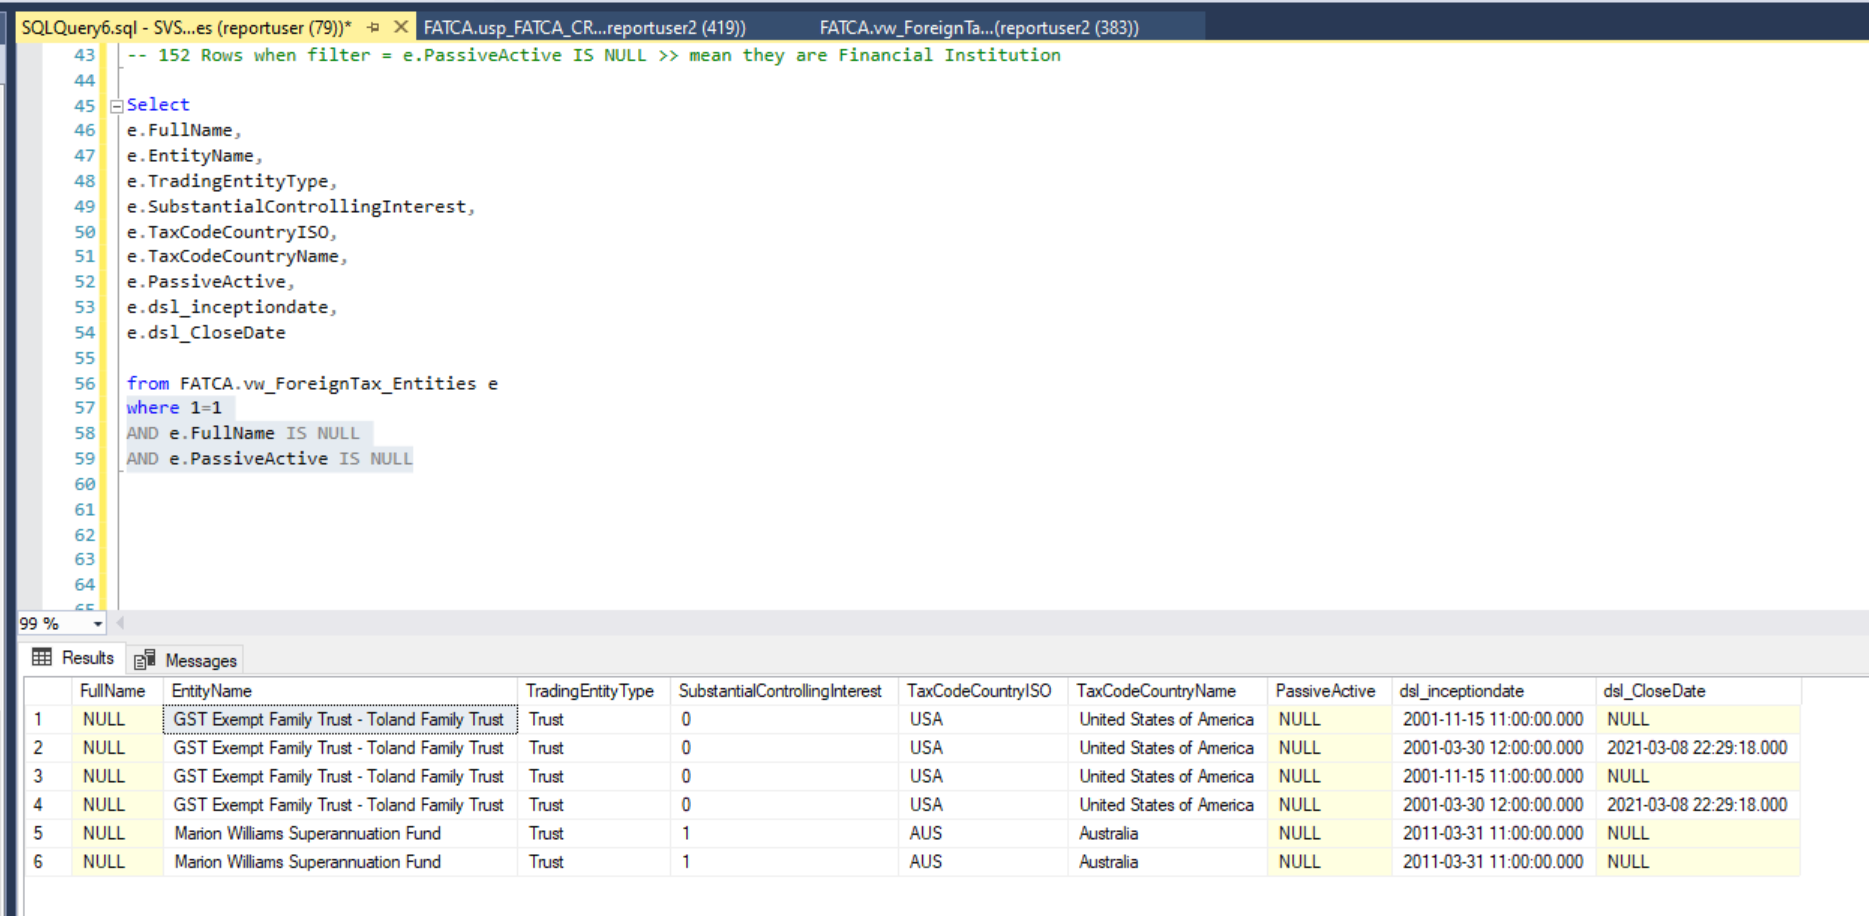 SQLQuery6.sql - SVS...es (reportuser (79))* FATCA.usp_FATCA_CR...reportuser2 (419)) FATCA.vw_ForeignTa...(reportuser2 (383))
43 -- 152 Rows when filter = e.PassiveActive IS NULL >> mean they are Financial Institution
44
45 Select
46 e.FullName,
47 e.EntityName,
48 e.TradingEntityType,
49 e.SubstantialControllingInterest,
50 e.TaxCodeCountryISO,
51 e.TaxCodeCountryName,
52 e.PassiveActive,
53 e.dsl_inceptiondate,
54 e.dsl_CloseDate
55
56 from FATCA.vw_ForeignTax_Entities e
57 where 1=1
58 AND e.FullName IS NULL
59 AND e.PassiveActive IS NULL
60
61
62
63
64
65
99 %
Results Messages
FullName EntityName TradingEntityType SubstantialControllingInterest TaxCodeCountryISO TaxCodeCountryName PassiveActive dsl_inceptiondate dsl_CloseDate
1 NULL GST Exempt Family Trust - Toland Family Trust Trust 0 USA United States of America NULL 2001-11-15 11:00:00.000 NULL
2 NULL GST Exempt Family Trust - Toland Family Trust Trust 0 USA United States of America NULL 2001-03-30 12:00:00.000 2021-03-08 22:29:18.000
3 NULL GST Exempt Family Trust - Toland Family Trust Trust 0 USA United States of America NULL 2001-11-15 11:00:00.000 NULL
4 NULL GST Exempt Family Trust - Toland Family Trust Trust 0 USA United States of America NULL 2001-03-30 12:00:00.000 2021-03-08 22:29:18.000
5 NULL Marion Williams Superannuation Fund Trust 1 AUS Australia NULL 2011-03-31 11:00:00.000 NULL
6 NULL Marion Williams Superannuation Fund Trust 1 AUS Australia NULL 2011-03-31 11:00:00.000 NULL